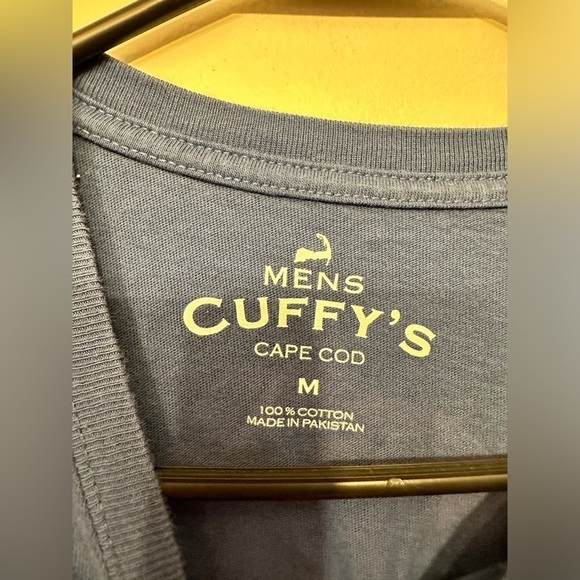 MENS
CUFFY'S
CAPE COD
M
100% COTTON
MADE IN PAKISTAN